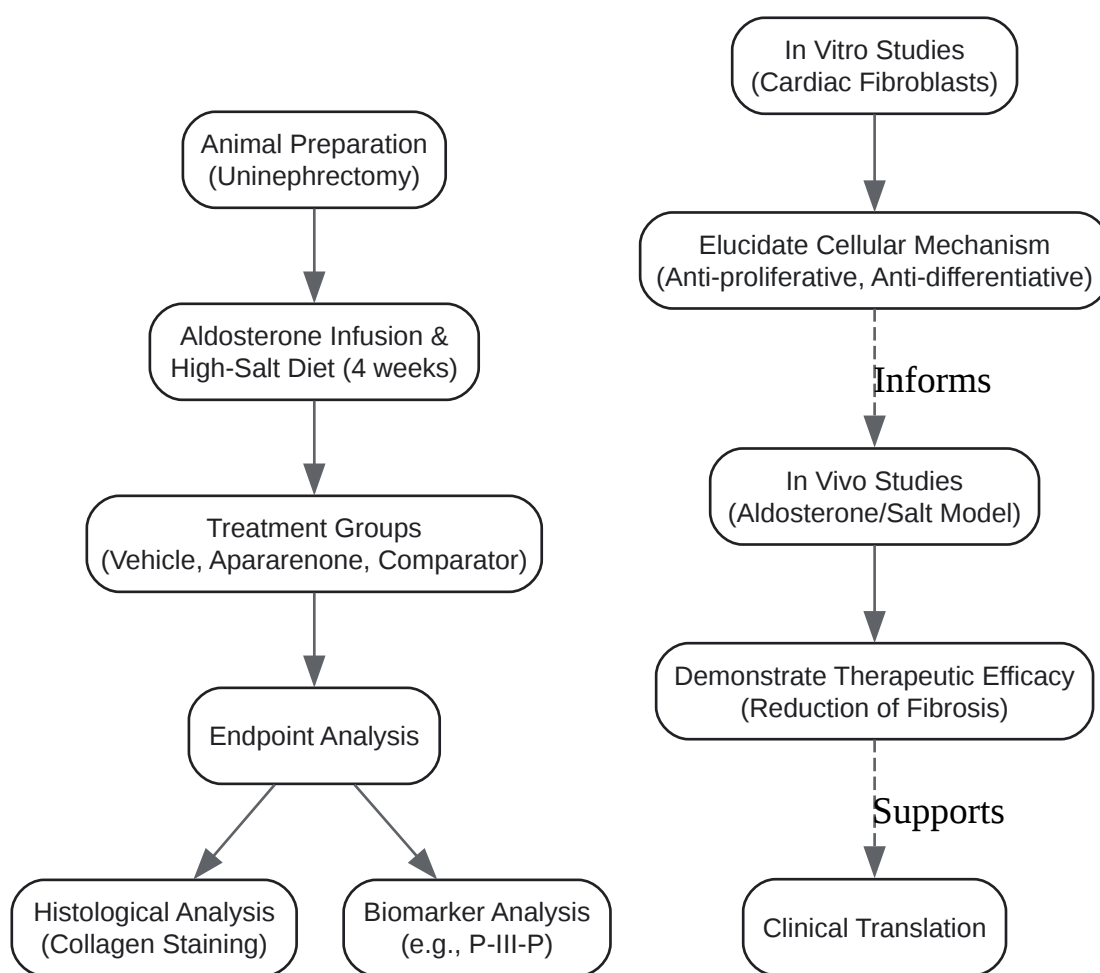 Animal Preparation
(Uninephrectomy)
Aldosterone Infusion &
High-Salt Diet (4 weeks)
Treatment Groups
(Vehicle, Apararenone, Comparator)
Endpoint Analysis
Histological Analysis
(Collagen Staining)
Biomarker Analysis
(e.g., P-III-P)
In Vitro Studies
(Cardiac Fibroblasts)
Elucidate Cellular Mechanism
(Anti-proliferative, Anti-differentiative)
Informs
In Vivo Studies
(Aldosterone/Salt Model)
Demonstrate Therapeutic Efficacy
(Reduction of Fibrosis)
Supports
Clinical Translation